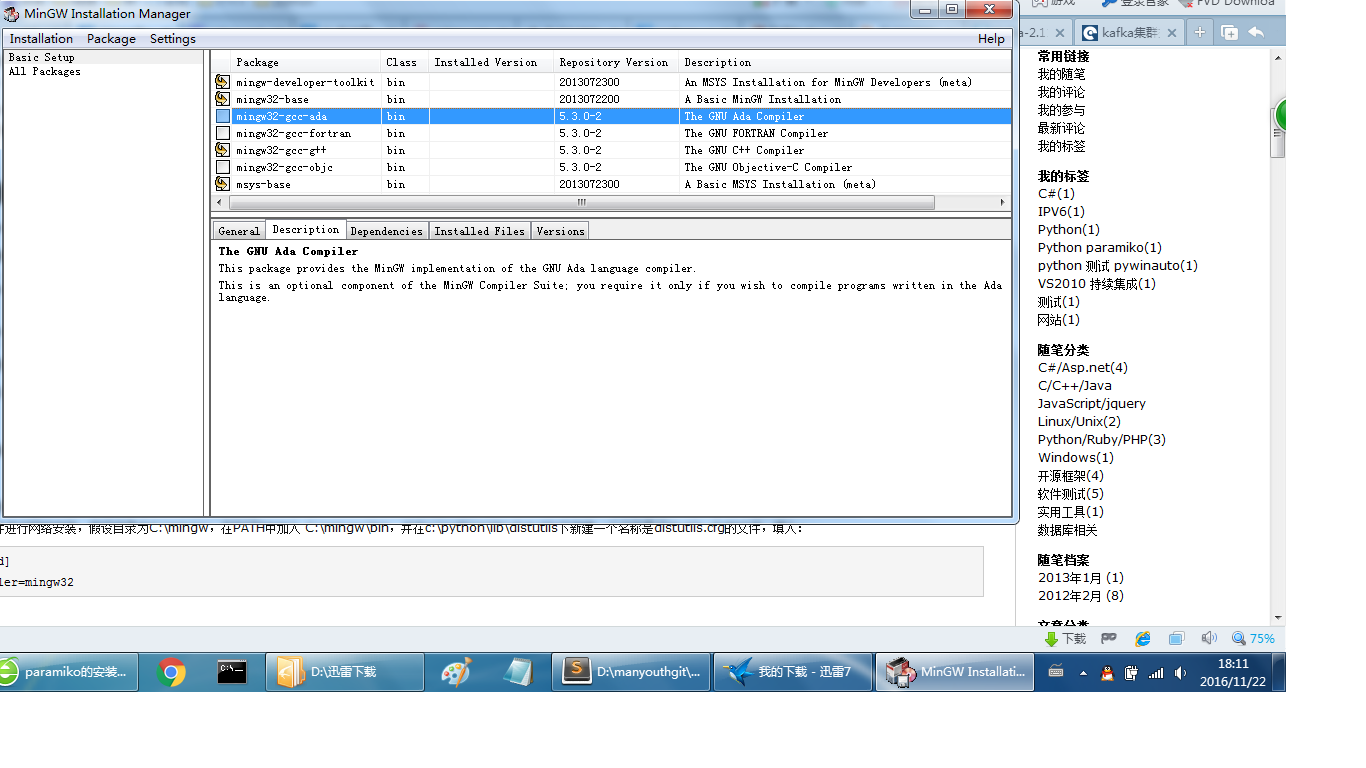 MinGW Installation Manager
Installation Package Settings Help
Basic Setup
All Packages
Package Class Installed Version Repository Version Description
mingw-developer-toolkit bin 2013072300 An MSYS Installation for MinGW Developers (meta)
mingw32-base bin 2013072200 A Basic MinGW Installation
mingw32-gcc-ada bin 5.3.0-2 The GNU Ada Compiler
mingw32-gcc-fortran bin 5.3.0-2 The GNU FORTRAN Compiler
mingw32-gcc-g++ bin 5.3.0-2 The GNU C++ Compiler
mingw32-gcc-objc bin 5.3.0-2 The GNU Objective-C Compiler
msys-base bin 2013072300 A Basic MSYS Installation (meta)
General Description Dependencies Installed Files Versions
The GNU Ada Compiler
This package provides the MinGW implementation of the GNU Ada language compiler.
This is an optional component of the MinGW Compiler Suite; you require it only if you wish to compile programs written in the Ada
language.
行网络安装，假设目录为C:\mingw，在PATH中加入 C:\mingw\bin，并在c:\python\lib\distutils下新建一个名称是distutils.cfg的文件，填入：
d]
ler=mingw32
游戏 登录管家 FVD Downloa
a-2.1 kafka集群
常用链接
我的随笔
我的评论
我的参与
最新评论
我的标签
我的标签
C#(1)
IPV6(1)
Python(1)
Python paramiko(1)
python 测试 pywinauto(1)
VS2010 持续集成(1)
测试(1)
网站(1)
随笔分类
C#/Asp.net(4)
C/C++/Java
JavaScript/jquery
Linux/Unix(2)
Python/Ruby/PHP(3)
Windows(1)
开源框架(4)
软件测试(5)
实用工具(1)
数据库相关
随笔档案
2013年1月 (1)
2012年2月 (8)
文章分类
下载 75%
paramiko的安装... D:\迅雷下载 D:\manyouthgit\... 我的下载 - 迅雷7 MinGW Installati...
18:11
2016/11/22